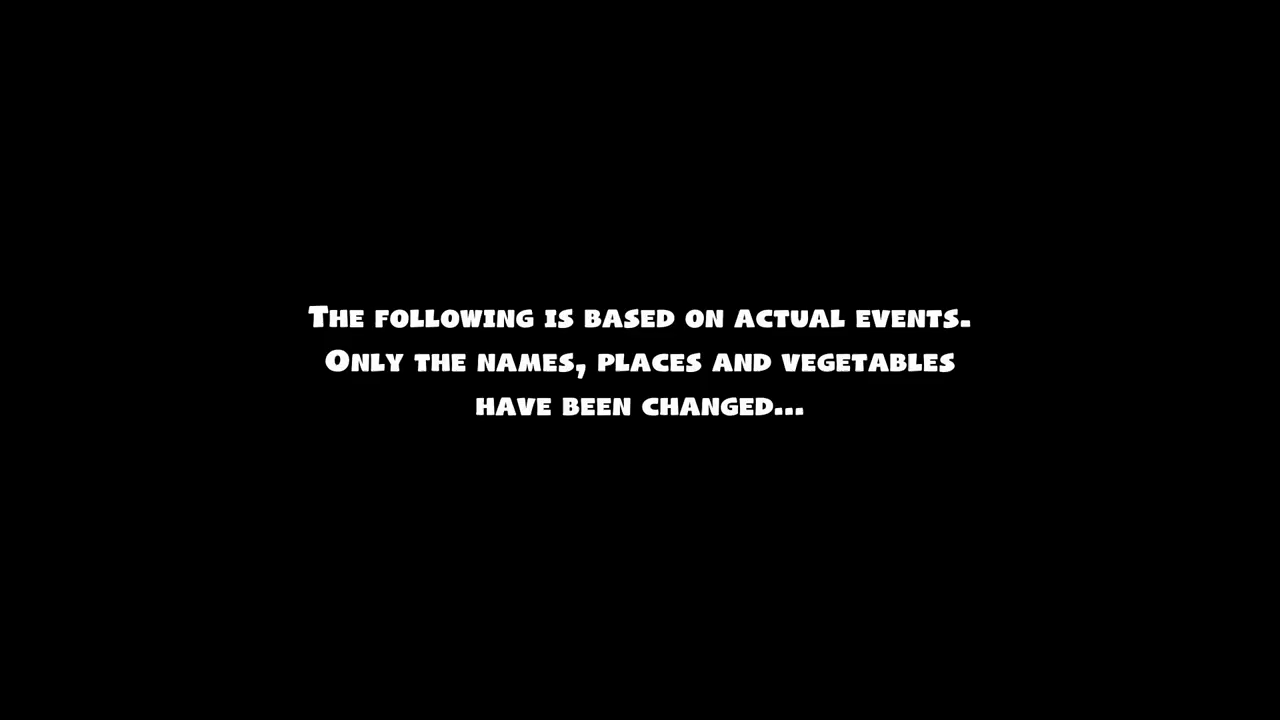 The following is based on actual events.
Only the names, places and vegetables
have been changed...